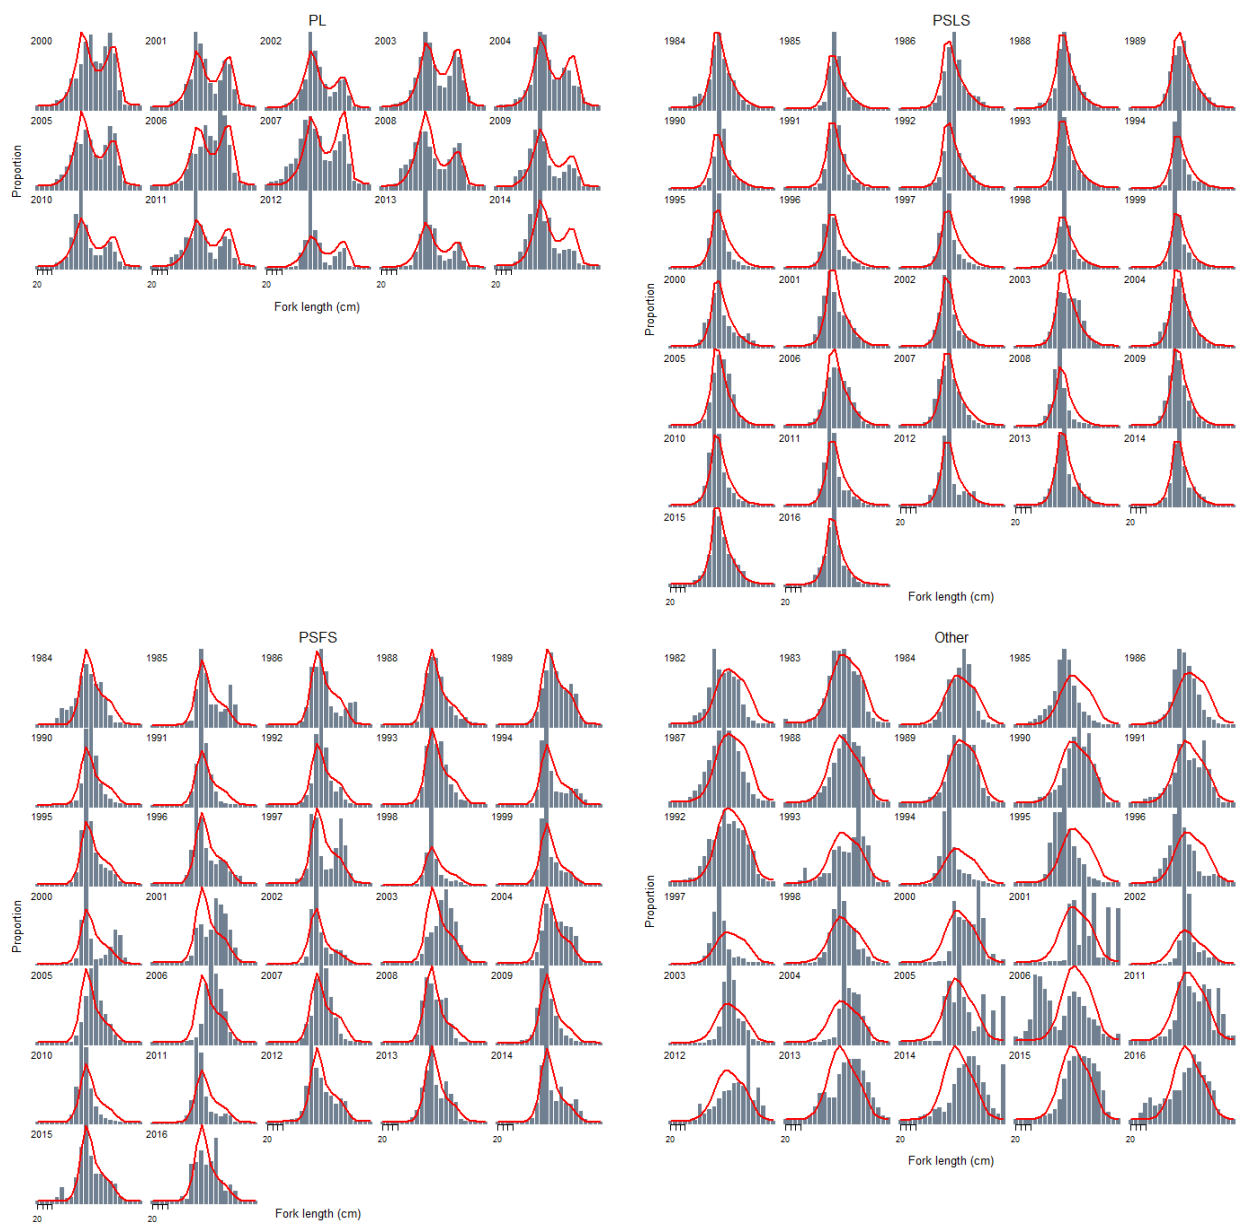 PL
2000 2001 2002 2003 2004
2005 2006 2007 2008 2009
2010 2011 2012 2013 2014
20 20 20 20 20
Proportion
Fork length (cm)
PSLS
1984 1985 1986 1988 1989
1990 1991 1992 1993 1994
1995 1996 1997 1998 1999
2000 2001 2002 2003 2004
2005 2006 2007 2008 2009
2010 2011 2012 2013 2014
20 20 20
2015 2016
20 20
Proportion
Fork length (cm)
PSFS
1984 1985 1986 1988 1989
1990 1991 1992 1993 1994
1995 1996 1997 1998 1999
2000 2001 2002 2003 2004
2005 2006 2007 2008 2009
2010 2011 2012 2013 2014
20 20 20
2015 2016
20 20
Proportion
Fork length (cm)
Other
1982 1983 1984 1985 1986
1987 1988 1989 1990 1991
1992 1993 1994 1995 1996
1997 1998 2000 2001 2002
2003 2004 2005 2006 2011
2012 2013 2014 2015 2016
20 20 20 20 20
Proportion
Fork length (cm)